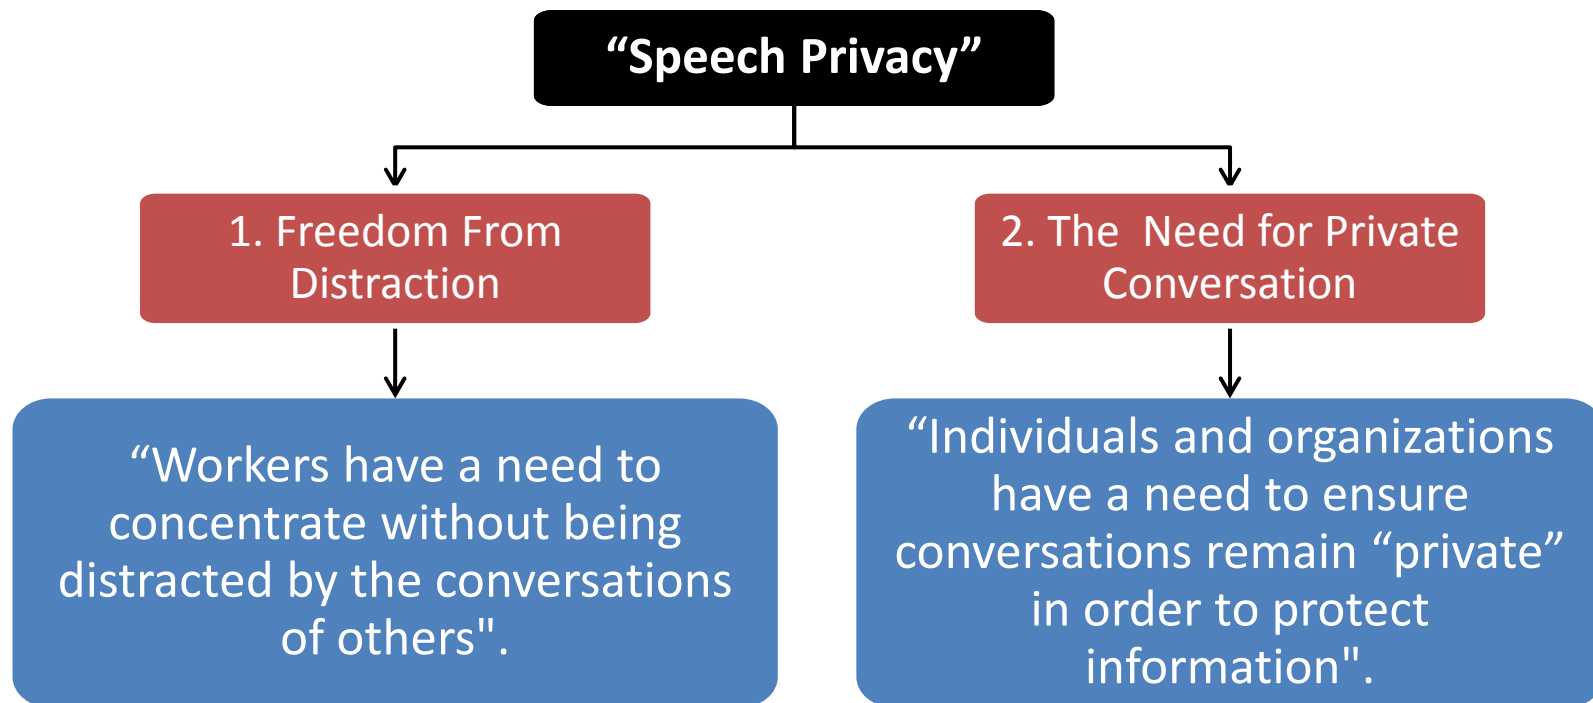 “Speech Privacy”
1. Freedom From
Distraction
2. The  Need for Private
Conversation
“Workers have a need to
concentrate without being
distracted by the conversations
of others".
“Individuals and organizations
have a need to ensure
conversations remain “private”
in order to protect
information".